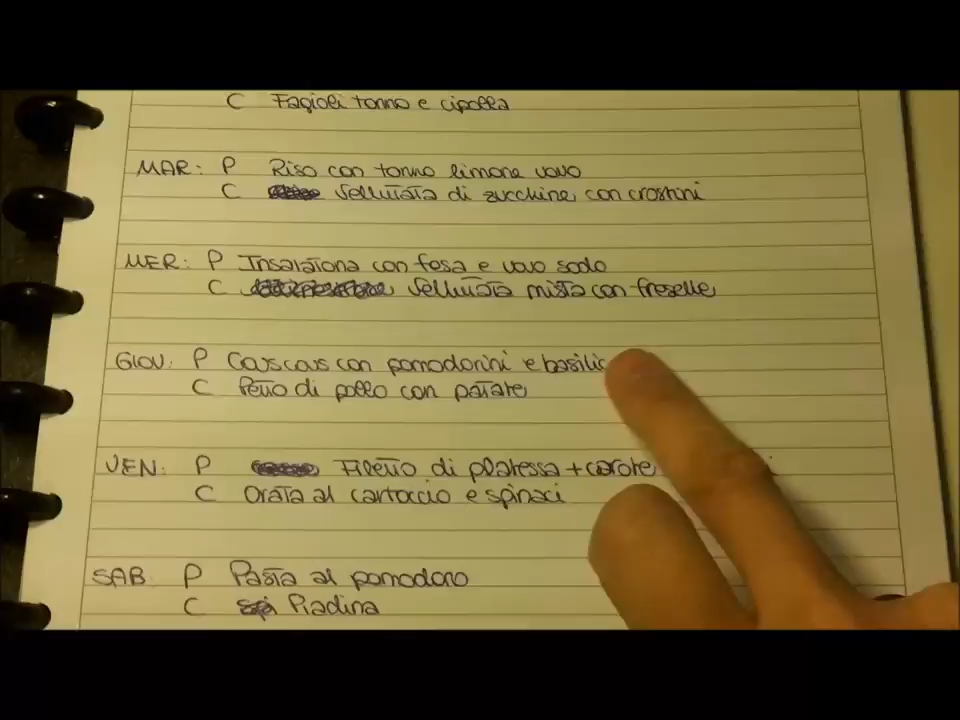 C Fagioli tonno e cipolla
MAR: P Riso con tonno limone uovo
C Vellutata di zucchine con crostini
MER: P Insalatona con fesa e uovo sodo
C Vellutata mista con freselle
GIOV: P Couscous con pomodorini e basilic
C Petto di pollo con patate
VEN: P Filetto di platessa + carote
C Orata al cartoccio e spinaci
SAB P Pasta al pomodoro
C Piadina